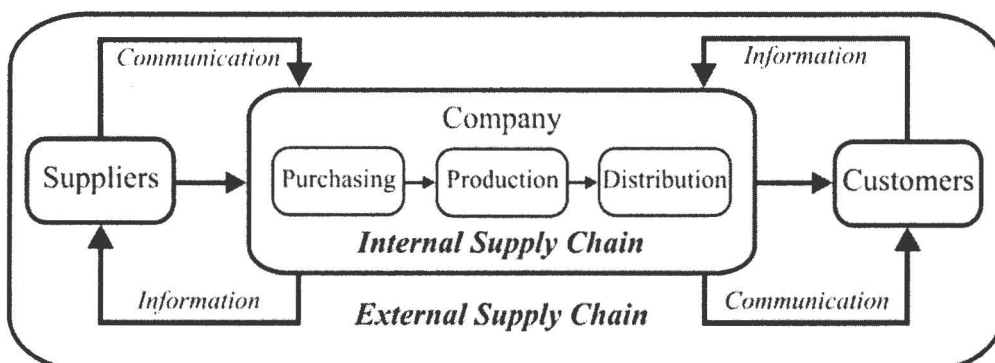 Communication
Information
Company
Suppliers
Purchasing
Production
Distribution
Customers
Internal Supply Chain
Information
External Supply Chain
Communication